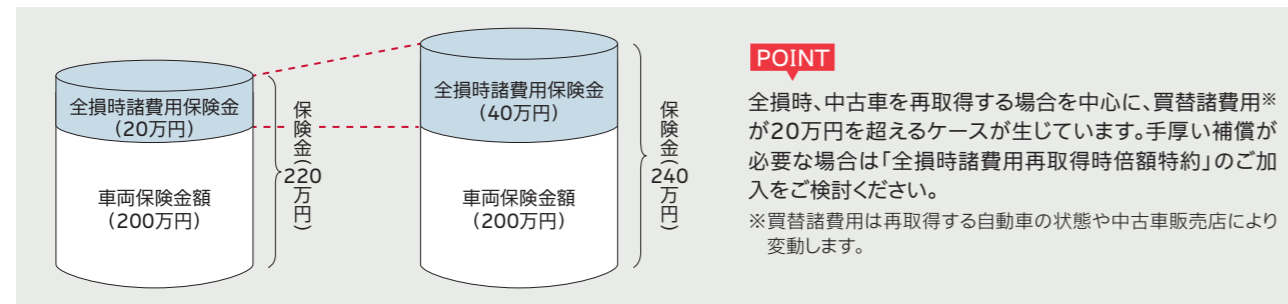 全損時諸費用保険金
(20万円)
車両保険金額
(200万円)
保険金(220万円)
全損時諸費用保険金
(40万円)
車両保険金額
(200万円)
保険金(240万円)
POINT
全損時、中古車を再取得する場合を中心に、買替諸費用※
が20万円を超えるケースが生じています。手厚い補償が
必要な場合は「全損時諸費用再取得時倍額特約」のご加
入をご検討ください。
※買替諸費用は再取得する自動車の状態や中古車販売店により
変動します。